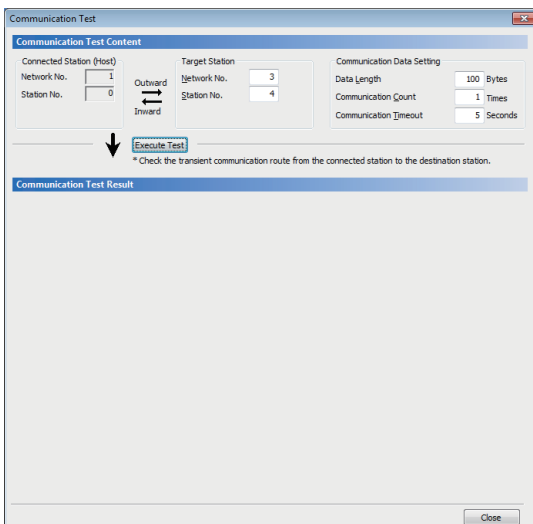 Communication Test
Communication Test Content
Connected Station (Host)
Network No. 1
Station No. 0
Outward
Inward
Target Station
Network No. 3
Station No. 4
Communication Data Setting
Data Length 100 Bytes
Communication Count 1 Times
Communication Timeout 5 Seconds
Execute Test
* Check the transient communication route from the connected station to the destination station.
Communication Test Result
Close